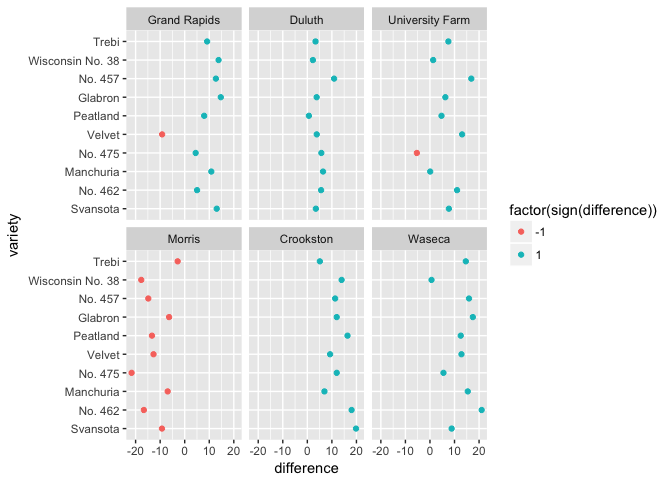 Grand Rapids Duluth University Farm
Trebi
Wisconsin No. 38
No. 457
Glabron
Peatland
Velvet
No. 475
Manchuria
No. 462
Svansota
variety
Morris Crookston Waseca
Trebi
Wisconsin No. 38
No. 457
Glabron
Peatland
Velvet
No. 475
Manchuria
No. 462
Svansota
-20 -10 0 10 20 -20 -10 0 10 20 -20 -10 0 10 20
difference
factor(sign(difference))
-1
1